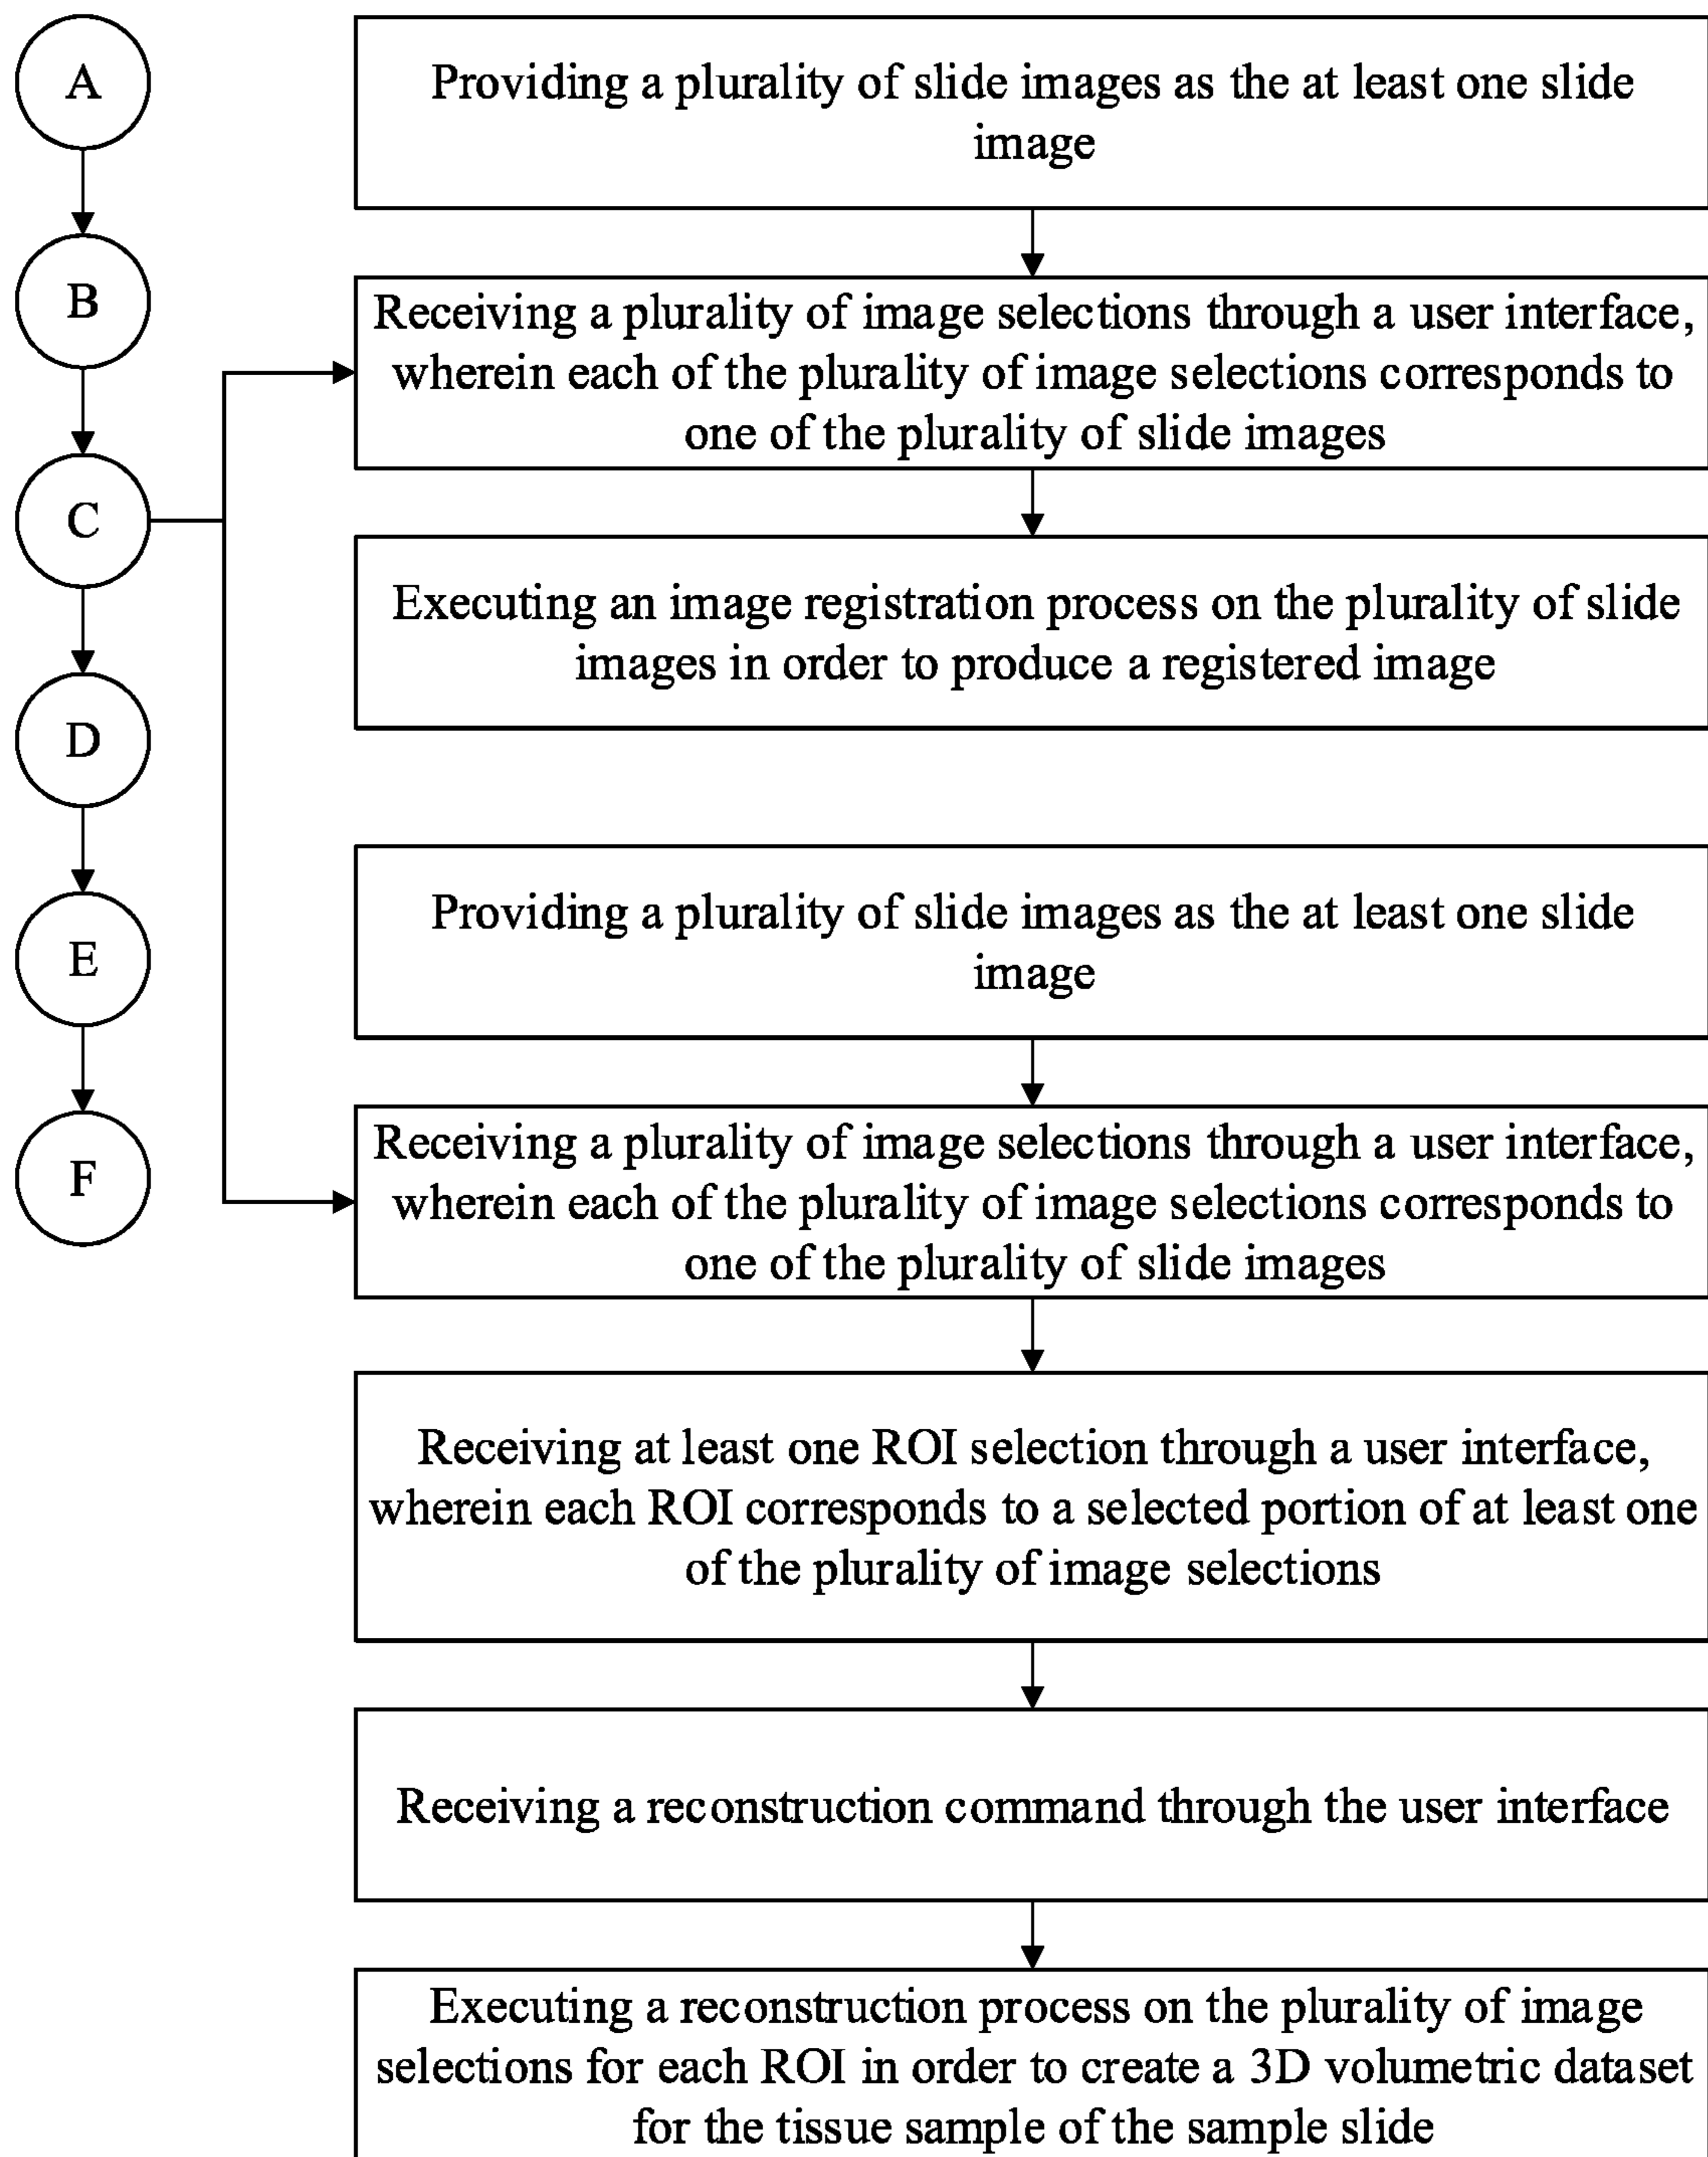 A
B
C
D
E
F
Providing a plurality of slide images as the at least one slide
image
Receiving a plurality of image selections through a user interface,
wherein each of the plurality of image selections corresponds to
one of the plurality of slide images
Executing an image registration process on the plurality of slide
images in order to produce a registered image
Providing a plurality of slide images as the at least one slide
image
Receiving a plurality of image selections through a user interface,
wherein each of the plurality of image selections corresponds to
one of the plurality of slide images
Receiving at least one ROI selection through a user interface,
wherein each ROI corresponds to a selected portion of at least one
of the plurality of image selections
Receiving a reconstruction command through the user interface
Executing a reconstruction process on the plurality of image
selections for each ROI in order to create a 3D volumetric dataset
for the tissue sample of the sample slide